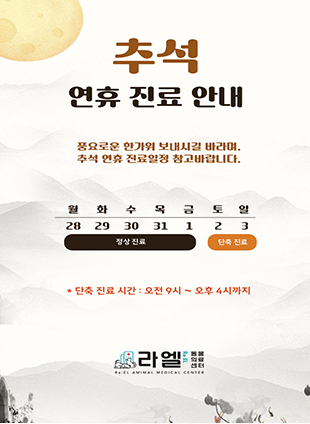 추석
연휴 진료 안내
풍요로운 한가위 보내시길 바라며,
추석 연휴 진료일정 참고바랍니다.
월 화 수 목 금 토 일
28 29 30 31 1 2 3
정상 진료 단축 진료
* 단축 진료 시간 : 오전 9시 ~ 오후 4시까지
라엘 동물
의료
센터
Ra:EL AMIMAL MEDICAL CENTER